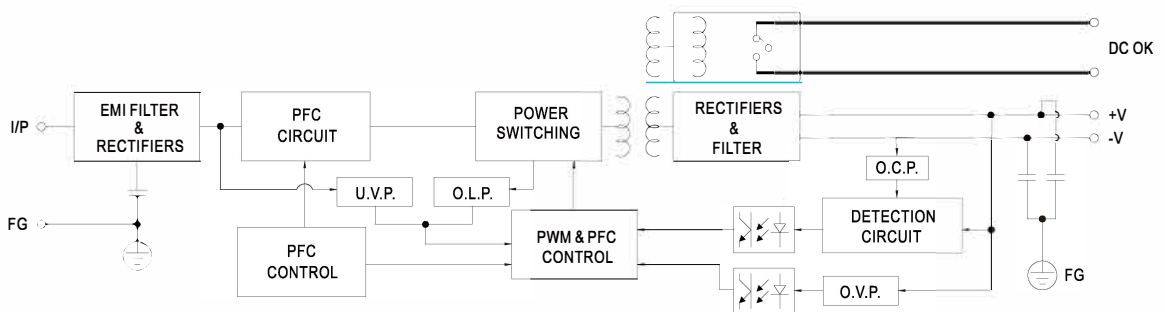 DC OK
I/P
EMI FILTER
&
RECTIFIERS
PFC
CIRCUIT
POWER
SWITCHING
RECTIFIERS
&
FILTER
+V
-V
O.C.P.
U.V.P.
O.L.P.
FG
PFC
CONTROL
PWM & PFC
CONTROL
DETECTION
CIRCUIT
FG
O.V.P.